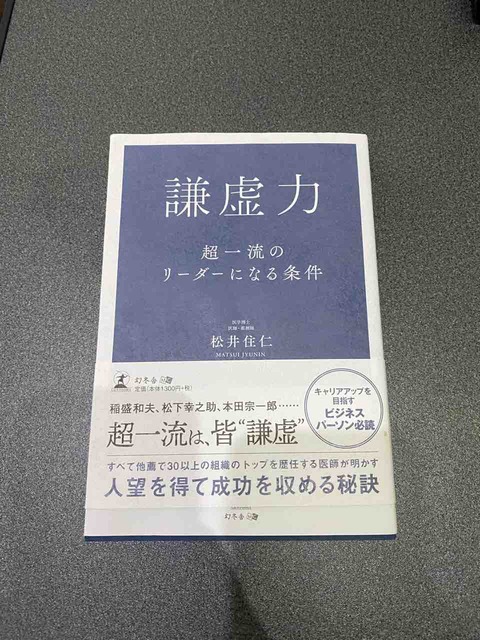 謙虚力
超一流の
リーダーになる条件
医学博士
松井住仁
MATSUI JYUNIN
幻冬舎
定価(本体1300円+税)
稲盛和夫、松下幸之助、本田宗一郎……
超一流は、皆“謙虚”
キャリアアップを
目指す
ビジネス
パーソン必読
すべて他薦で30以上の組織のトップを歴任する医師が明かす
人望を得て成功を収める秘訣
幻冬舎